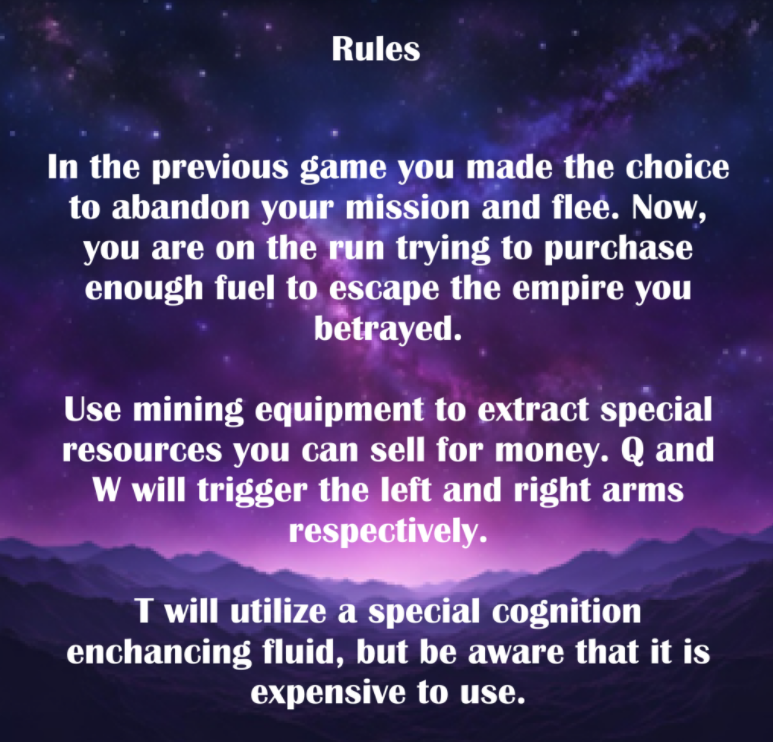 Rules
In the previous game you made the choice
to abandon your mission and flee. Now,
you are on the run trying to purchase
enough fuel to escape the empire you
betrayed.
Use mining equipment to extract special
resources you can sell for money. Q and
W will trigger the left and right arms
respectively.
T will utilize a special cognition
enchancing fluid, but be aware that it is
expensive to use.